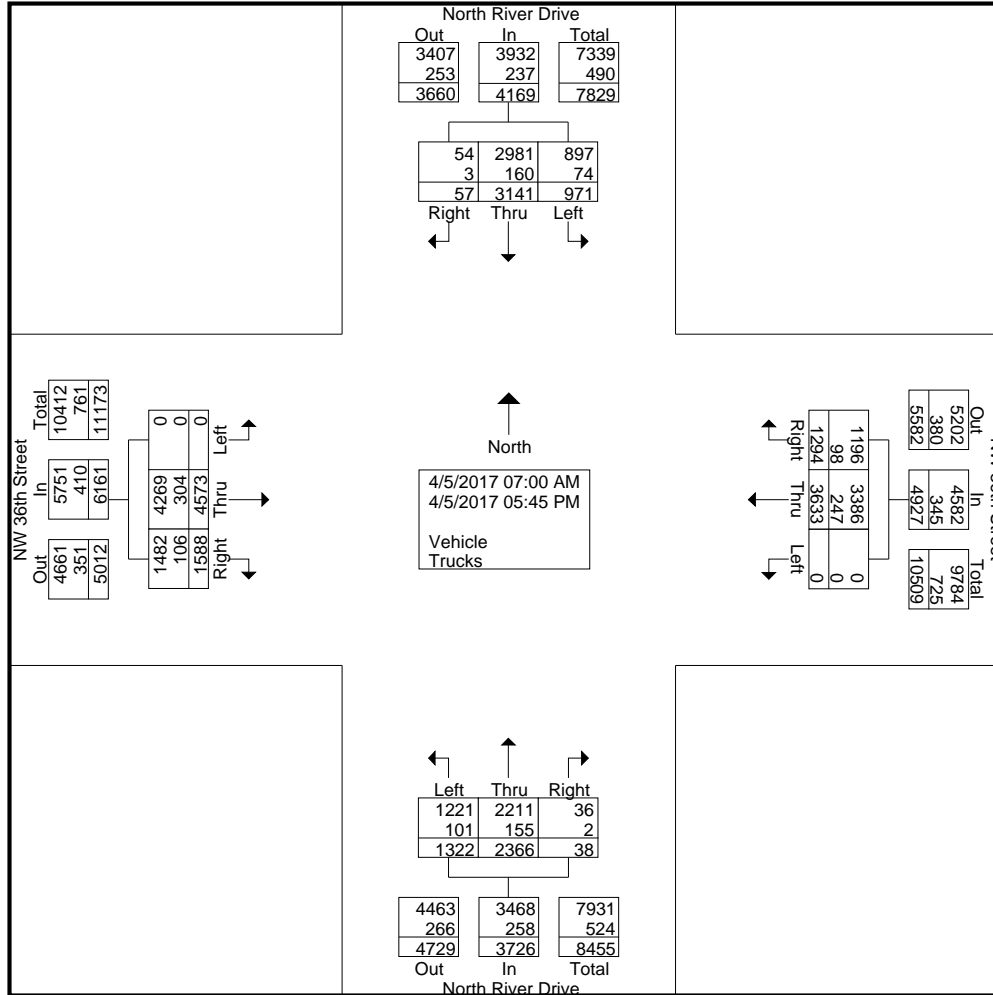 North River Drive
Out In Total
3407 3932 7339
253 237 490
3660 4169 7829
54 2981 897
3 160 74
57 3141 971
Right Thru Left
NW 36th Street
Total In Out
10412 5751 4661
761 410 351
11173 6161 5012
Left Thru Right
0 4269 1482
0 304 106
0 4573 1588
North
4/5/2017 07:00 AM
4/5/2017 05:45 PM
Vehicle
Trucks
Right Thru Left
1196 3386 0
98 247 0
1294 3633 0
Out In Total
5202 4582 9784
380 345 725
5582 4927 10509
Left Thru Right
1221 2211 36
101 155 2
1322 2366 38
4463 3468 7931
266 258 524
4729 3726 8455
Out In Total
North River Drive